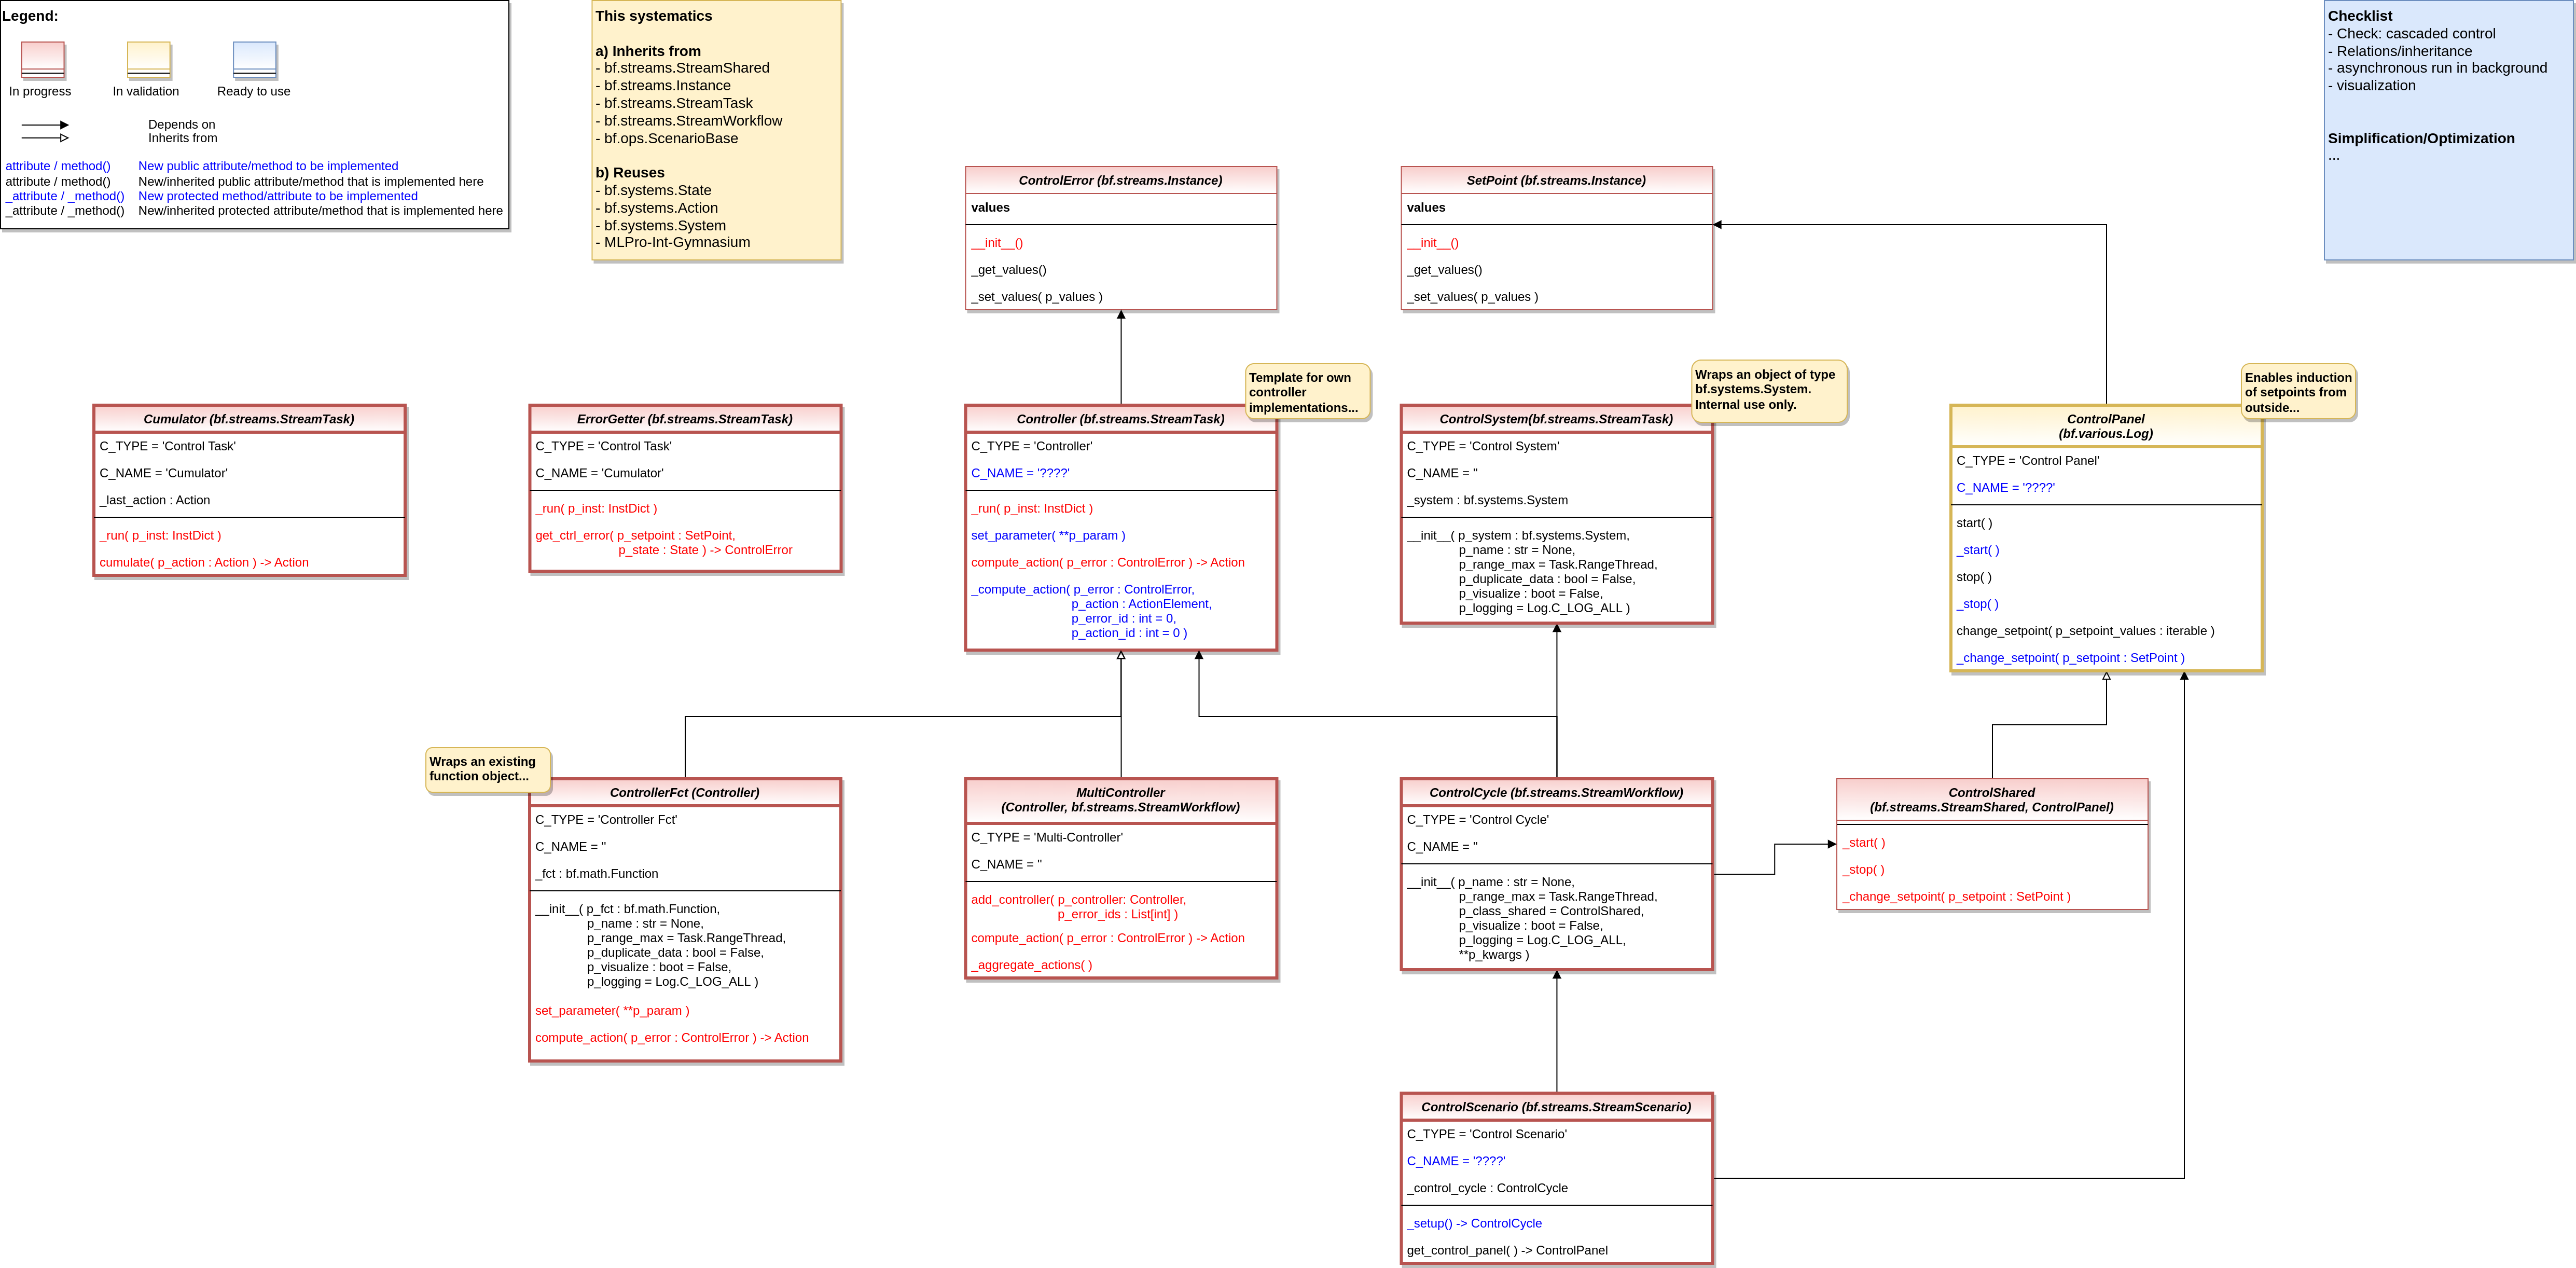 Legend:
In progress
In validation
Ready to use
Depends on
Inherits from
attribute / method() New public attribute/method to be implemented
attribute / method() New/inherited public attribute/method that is implemented here
_attribute / _method() New protected method/attribute to be implemented
_attribute / _method() New/inherited protected attribute/method that is implemented here
This systematics
a) Inherits from
- bf.streams.StreamShared
- bf.streams.Instance
- bf.streams.StreamTask
- bf.streams.StreamWorkflow
- bf.ops.ScenarioBase
b) Reuses
- bf.systems.State
- bf.systems.Action
- bf.systems.System
- MLPro-Int-Gymnasium
Checklist
- Check: cascaded control
- Relations/inheritance
- asynchronous run in background
- visualization
Simplification/Optimization
...
ControlError (bf.streams.Instance)
values
__init__()
_get_values()
_set_values( p_values )
SetPoint (bf.streams.Instance)
values
__init__()
_get_values()
_set_values( p_values )
Cumulator (bf.streams.StreamTask)
C_TYPE = 'Control Task'
C_NAME = 'Cumulator'
_last_action : Action
_run( p_inst: InstDict )
cumulate( p_action : Action ) -> Action
ErrorGetter (bf.streams.StreamTask)
C_TYPE = 'Control Task'
C_NAME = 'Cumulator'
_run( p_inst: InstDict )
get_ctrl_error( p_setpoint : SetPoint,
p_state : State ) -> ControlError
Template for own
controller
implementations...
Controller (bf.streams.StreamTask)
C_TYPE = 'Controller'
C_NAME = '????'
_run( p_inst: InstDict )
set_parameter( **p_param )
compute_action( p_error : ControlError ) -> Action
_compute_action( p_error : ControlError,
p_action : ActionElement,
p_error_id : int = 0,
p_action_id : int = 0 )
Wraps an object of type
bf.systems.System.
Internal use only.
ControlSystem(bf.streams.StreamTask)
C_TYPE = 'Control System'
C_NAME = ''
_system : bf.systems.System
__init__( p_system : bf.systems.System,
p_name : str = None,
p_range_max = Task.RangeThread,
p_duplicate_data : bool = False,
p_visualize : boot = False,
p_logging = Log.C_LOG_ALL )
Enables induction
of setpoints from
outside...
ControlPanel
(bf.various.Log)
C_TYPE = 'Control Panel'
C_NAME = '????'
start( )
_start( )
stop( )
_stop( )
change_setpoint( p_setpoint_values : iterable )
_change_setpoint( p_setpoint : SetPoint )
Wraps an existing
function object...
ControllerFct (Controller)
C_TYPE = 'Controller Fct'
C_NAME = ''
_fct : bf.math.Function
__init__( p_fct : bf.math.Function,
p_name : str = None,
p_range_max = Task.RangeThread,
p_duplicate_data : bool = False,
p_visualize : boot = False,
p_logging = Log.C_LOG_ALL )
set_parameter( **p_param )
compute_action( p_error : ControlError ) -> Action
MultiController
(Controller, bf.streams.StreamWorkflow)
C_TYPE = 'Multi-Controller'
C_NAME = ''
add_controller( p_controller: Controller,
p_error_ids : List[int] )
compute_action( p_error : ControlError ) -> Action
_aggregate_actions( )
ControlCycle (bf.streams.StreamWorkflow)
C_TYPE = 'Control Cycle'
C_NAME = ''
__init__( p_name : str = None,
p_range_max = Task.RangeThread,
p_class_shared = ControlShared,
p_visualize : boot = False,
p_logging = Log.C_LOG_ALL,
**p_kwargs )
ControlShared
(bf.streams.StreamShared, ControlPanel)
_start( )
_stop( )
_change_setpoint( p_setpoint : SetPoint )
ControlScenario (bf.streams.StreamScenario)
C_TYPE = 'Control Scenario'
C_NAME = '????'
_control_cycle : ControlCycle
_setup() -> ControlCycle
get_control_panel( ) -> ControlPanel